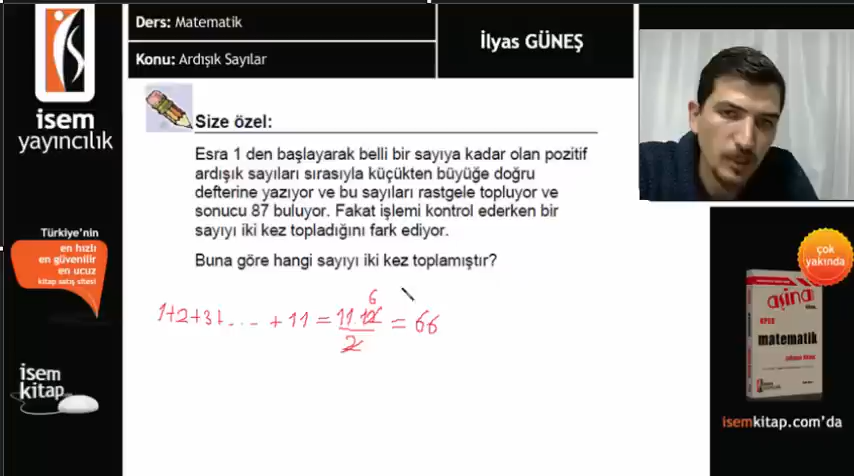 Ders: Matematik
Konu: Ardışık Sayılar
İlyas GÜNEŞ
isem
yayıncılık
Türkiye'nin
en hızlı
en güvenilir
en ucuz
kitap satış sitesi
isem
kitap
Size özel:
Esra 1 den başlayarak belli bir sayıya kadar olan pozitif
ardışık sayıları sırasıyla küçükten büyüğe doğru
defterine yazıyor ve bu sayıları rastgele topluyor ve
sonucu 87 buluyor. Fakat işlemi kontrol ederken bir
sayıyı iki kez topladığını fark ediyor.
Buna göre hangi sayıyı iki kez toplamıştır?
6
1+2+3+.... + 11 = 11.12 = 66
2
çok
yakında
aşina
KPSS
matematik
isemkitap.com'da